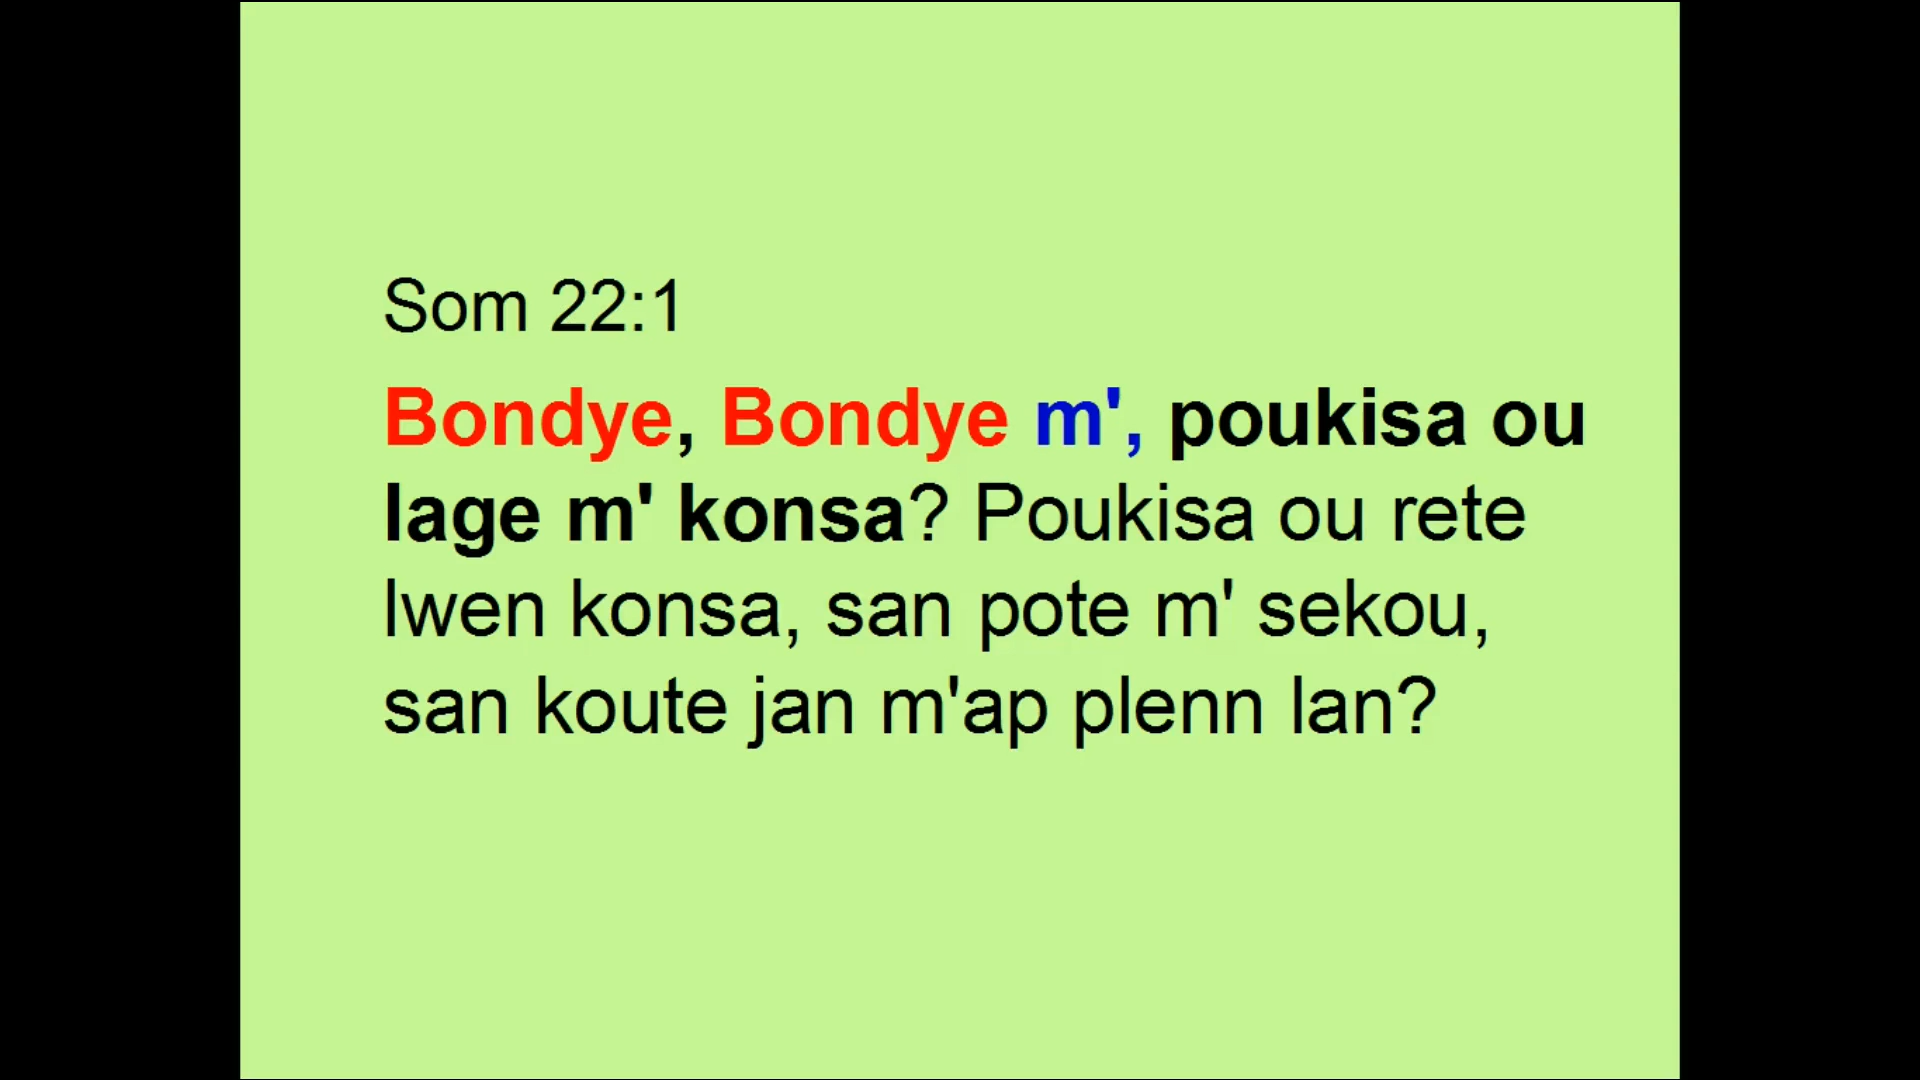 Som 22:1
Bondye, Bondye m', poukisa ou
lage m' konsa? Poukisa ou rete
lwen konsa, san pote m' sekou,
san koute jan m'ap plenn lan?